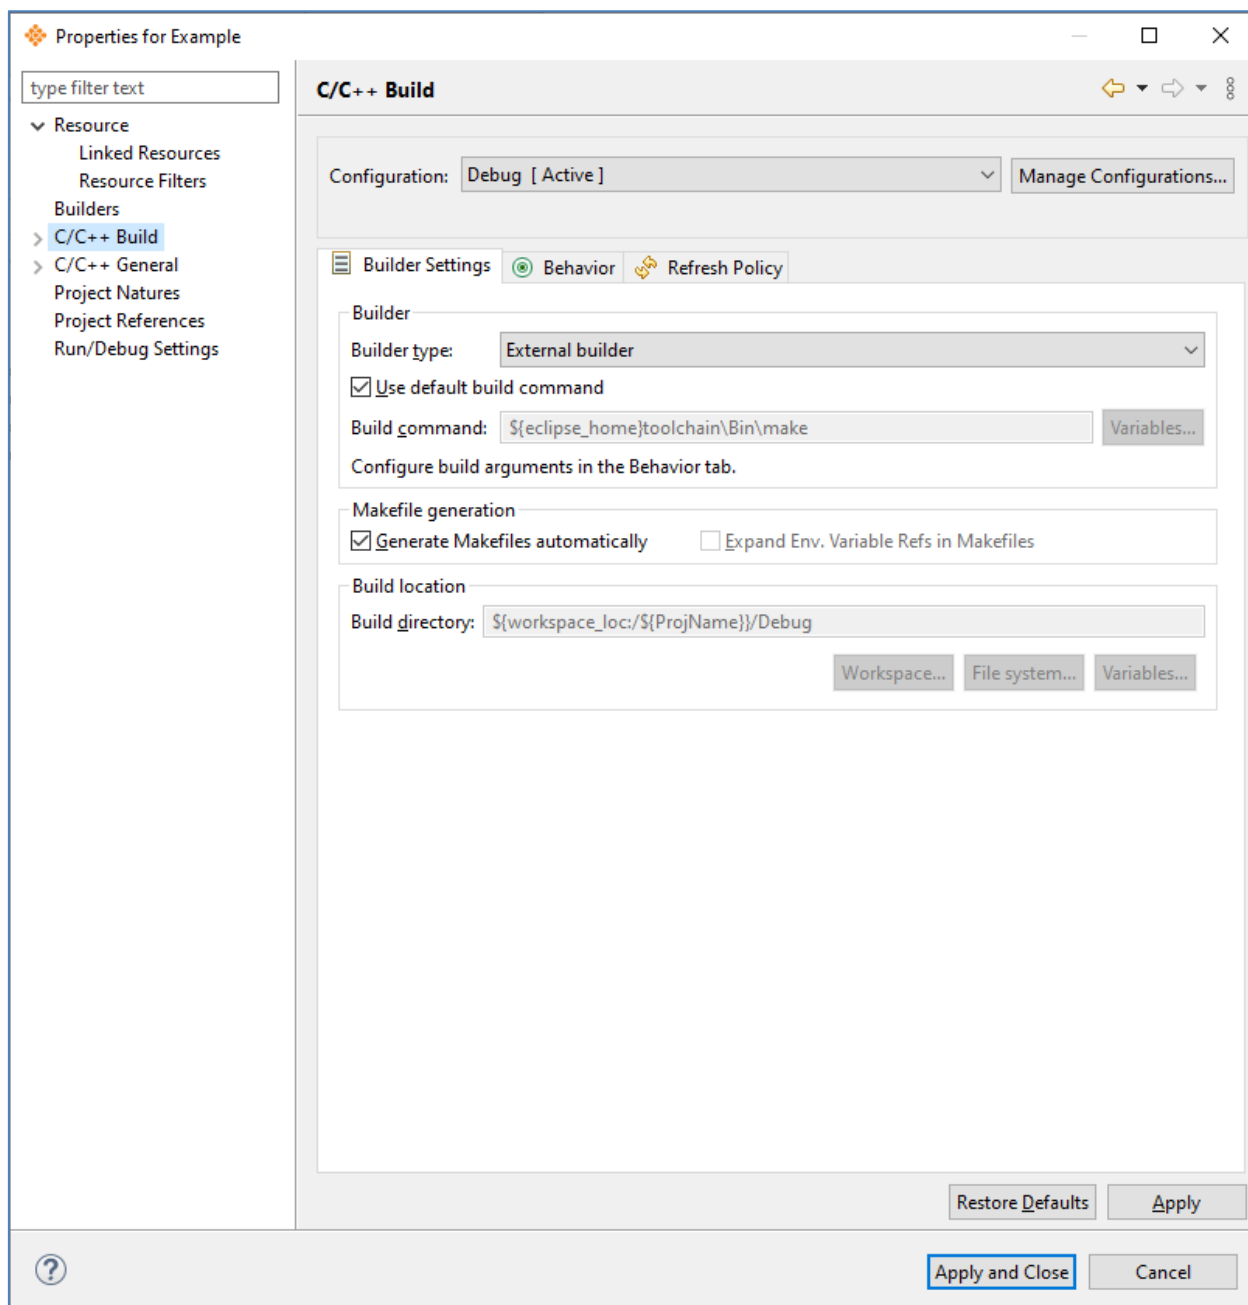 Properties for Example
type filter text
Resource
Linked Resources
Resource Filters
Builders
C/C++ Build
C/C++ General
Project Natures
Project References
Run/Debug Settings
C/C++ Build
Configuration: Debug [ Active ] Manage Configurations...
Builder Settings Behavior Refresh Policy
Builder
Builder type: External builder
Use default build command
Build command: ${eclipse_home}toolchain\Bin\make Variables...
Configure build arguments in the Behavior tab.
Makefile generation
Generate Makefiles automatically Expand Env. Variable Refs in Makefiles
Build location
Build directory: ${workspace_loc:/${ProjName}}/Debug
Workspace... File system... Variables...
Restore Defaults Apply
? Apply and Close Cancel